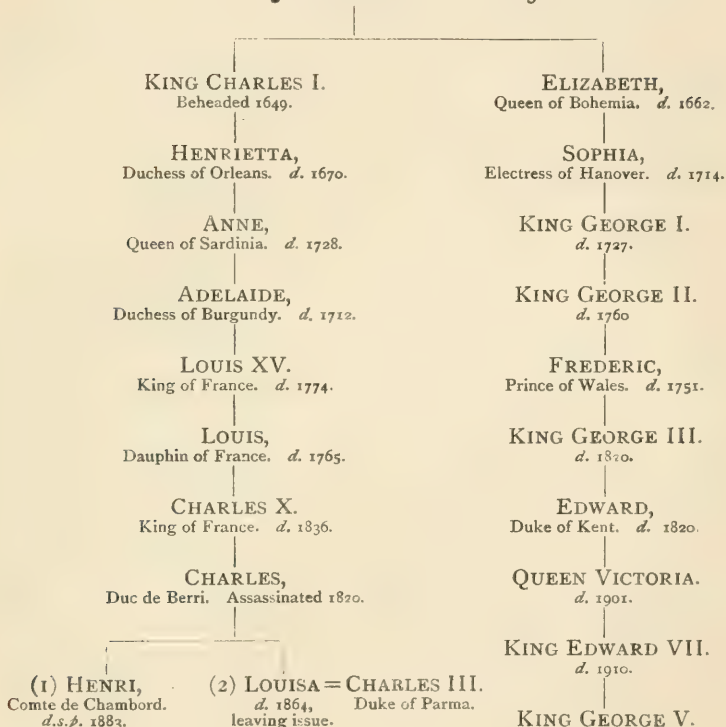 KING CHARLES I.
Beheaded 1649.
HENRIETTA,
Duchess of Orleans. d. 1670.
ANNE,
Queen of Sardinia. d. 1728.
ADELAIDE,
Duchess of Burgundy. d. 1712.
LOUIS XV.
King of France. d. 1774.
LOUIS,
Dauphin of France. d. 1765.
CHARLES X.
King of France. d. 1836.
CHARLES,
Duc de Berri. Assassinated 1820.
(1) HENRI,
Comte de Chambord.
d.s.p. 1883.
(2) LOUISA = CHARLES III.
d. 1864, Duke of Parma.
leaving issue.
ELIZABETH,
Queen of Bohemia. d. 1662.
SOPHIA,
Electress of Hanover. d. 1714.
KING GEORGE I.
d. 1727.
KING GEORGE II.
d. 1760
FREDERIC,
Prince of Wales. d. 1751.
KING GEORGE III.
d. 1820.
EDWARD,
Duke of Kent. d. 1820.
QUEEN VICTORIA.
d. 1901.
KING EDWARD VII.
d. 1910.
KING GEORGE V.